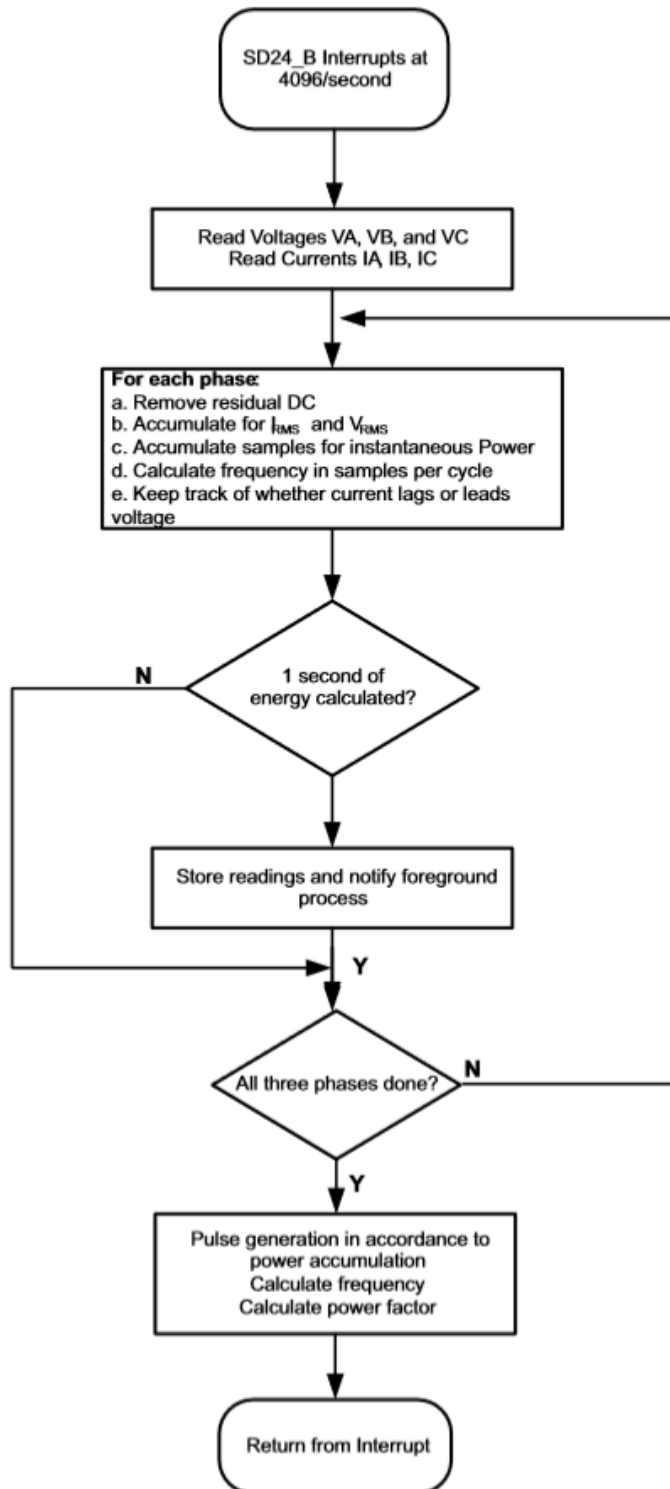 SD24_B Interrupts at
4096/second
Read Voltages VA, VB, and VC
Read Currents IA, IB, IC
For each phase:
a. Remove residual DC
b. Accumulate for IRMS and VRMS
c. Accumulate samples for instantaneous Power
d. Calculate frequency in samples per cycle
e. Keep track of whether current lags or leads
voltage
N
1 second of
energy calculated?
Store readings and notify foreground
process
Y
All three phases done?
N
Y
Pulse generation in accordance to
power accumulation
Calculate frequency
Calculate power factor
Return from Interrupt